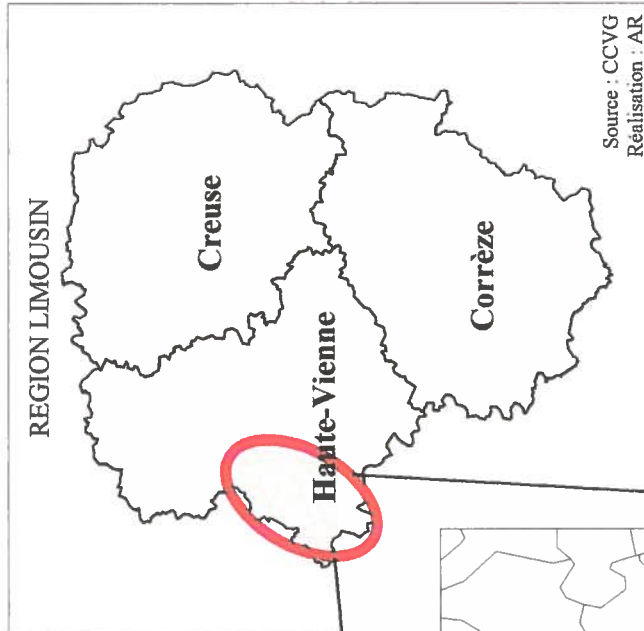 REGION LIMOUSIN
Creuse
Haute-Vienne
Corrèze
Source : CCVG
Réalisation : AR